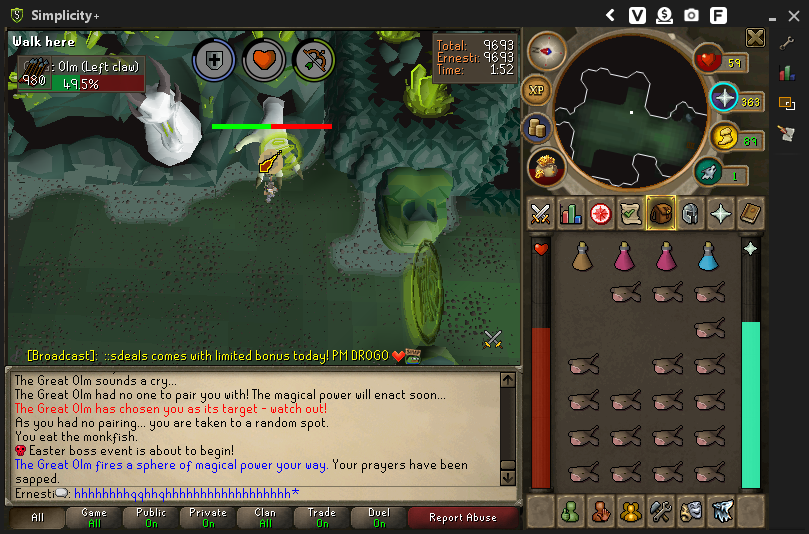 Simplicity+
Walk here
: Olm (Left claw)
980 49.5%
Total: 9693
Ernesti: 9693
Time: 1:52
XP
59
363
89
1
[Broadcast]: ::sdeals comes with limited bonus today! PM DROGO
The Great Olm sounds a cry...
The Great Olm had no one to pair you with! The magical power will enact soon...
The Great Olm has chosen you as its target - watch out!
As you had no pairing... you are taken to a random spot.
You eat the monkfish.
Easter boss event is about to begin!
The Great Olm fires a sphere of magical power your way. Your prayers have been
sapped.
Ernesti: hhhhhhhhqqhhqhhhhhhhhhhhhhhhhhhh*
All
Game
All
Public
On
Private
On
Clan
All
Trade
On
Duel
On
Report Abuse